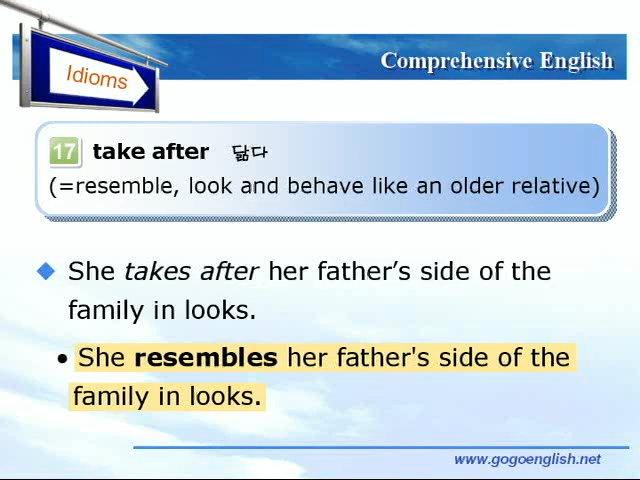 Idioms
Comprehensive English
17 take after 닮다
(=resemble, look and behave like an older relative)
She takes after her father’s side of the
family in looks.
• She resembles her father's side of the
family in looks.
www.gogoenglish.net